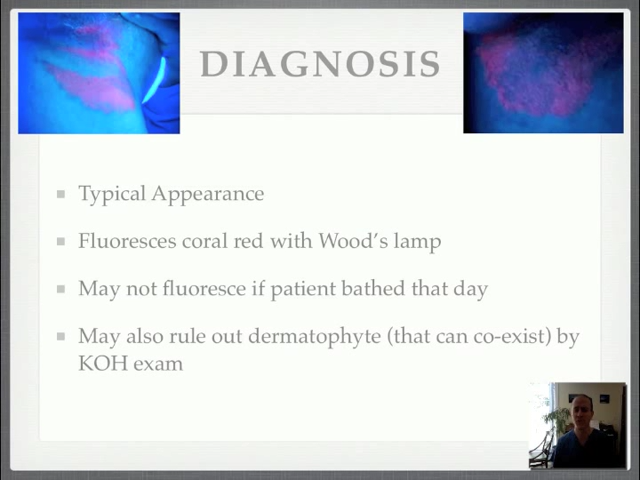 DIAGNOSIS
Typical Appearance
Fluoresces coral red with Wood's lamp
May not fluoresce if patient bathed that day
May also rule out dermatophyte (that can co-exist) by
KOH exam